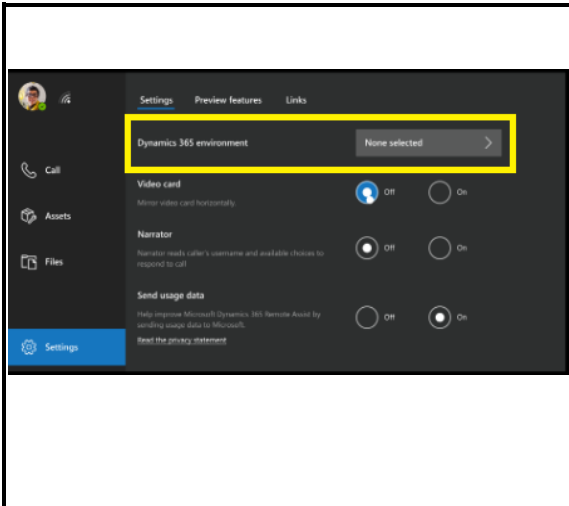 Settings Preview features Links
Dynamics 365 environment None selected
Call
Video card Off On
Mirror video card horizontally.
Assets
Narrator
Narrator reads caller's username and available choices to Off On
respond to call
Files
Send usage data
Help improve Microsoft Dynamics 365 Remote Assist by Off On
sending usage data to Microsoft.
Read the privacy statement
Settings